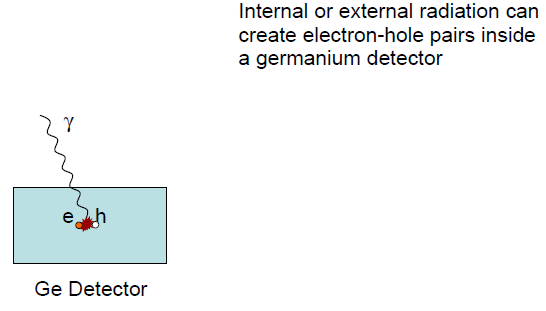 Internal or external radiation can
create electron-hole pairs inside
a germanium detector
γ
e h
Ge Detector